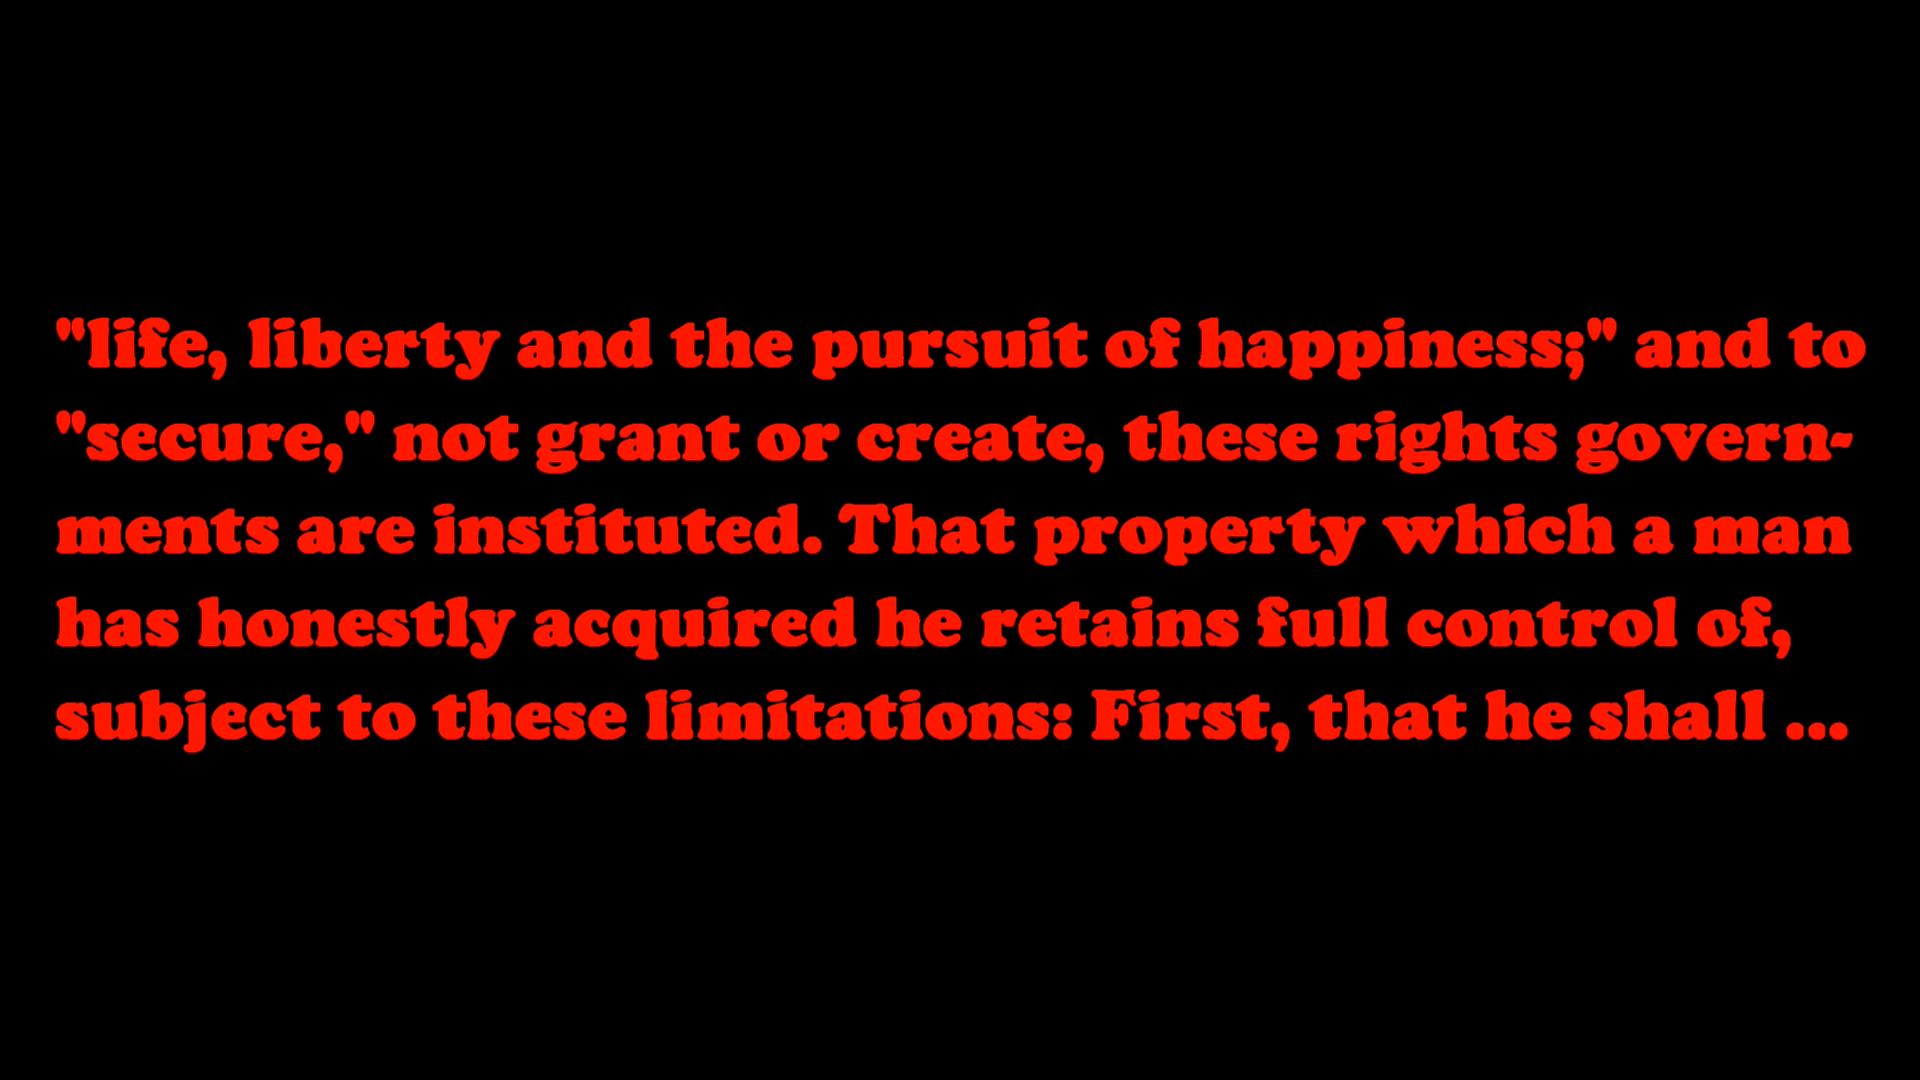 "life, liberty and the pursuit of happiness;" and to
"secure," not grant or create, these rights govern-
ments are instituted. That property which a man
has honestly acquired he retains full control of,
subject to these limitations: First, that he shall ...